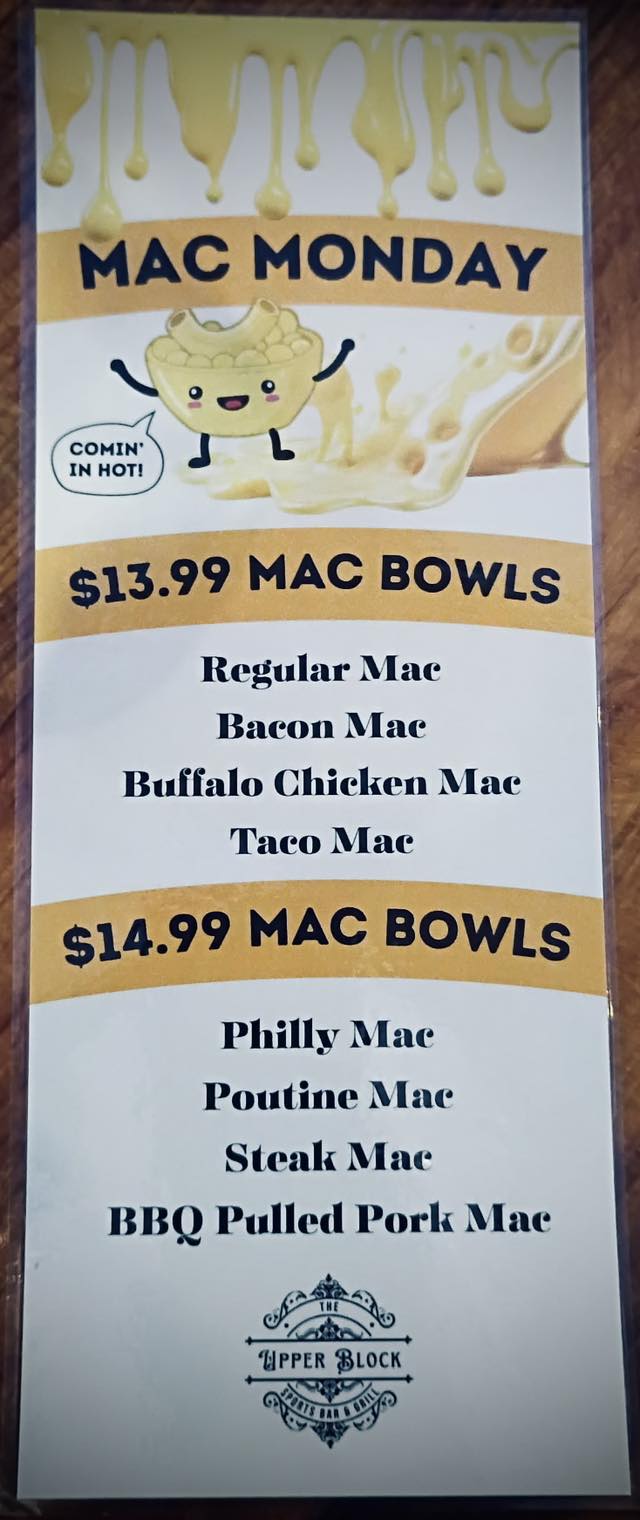 MAC MONDAY
COMIN'
IN HOT!
$13.99 MAC BOWLS
Regular Mac
Bacon Mac
Buffalo Chicken Mac
Taco Mac
$14.99 MAC BOWLS
Philly Mac
Poutine Mac
Steak Mac
BBQ Pulled Pork Mac
THE
UPPER BLOCK
SPORTS BAR & GRILL